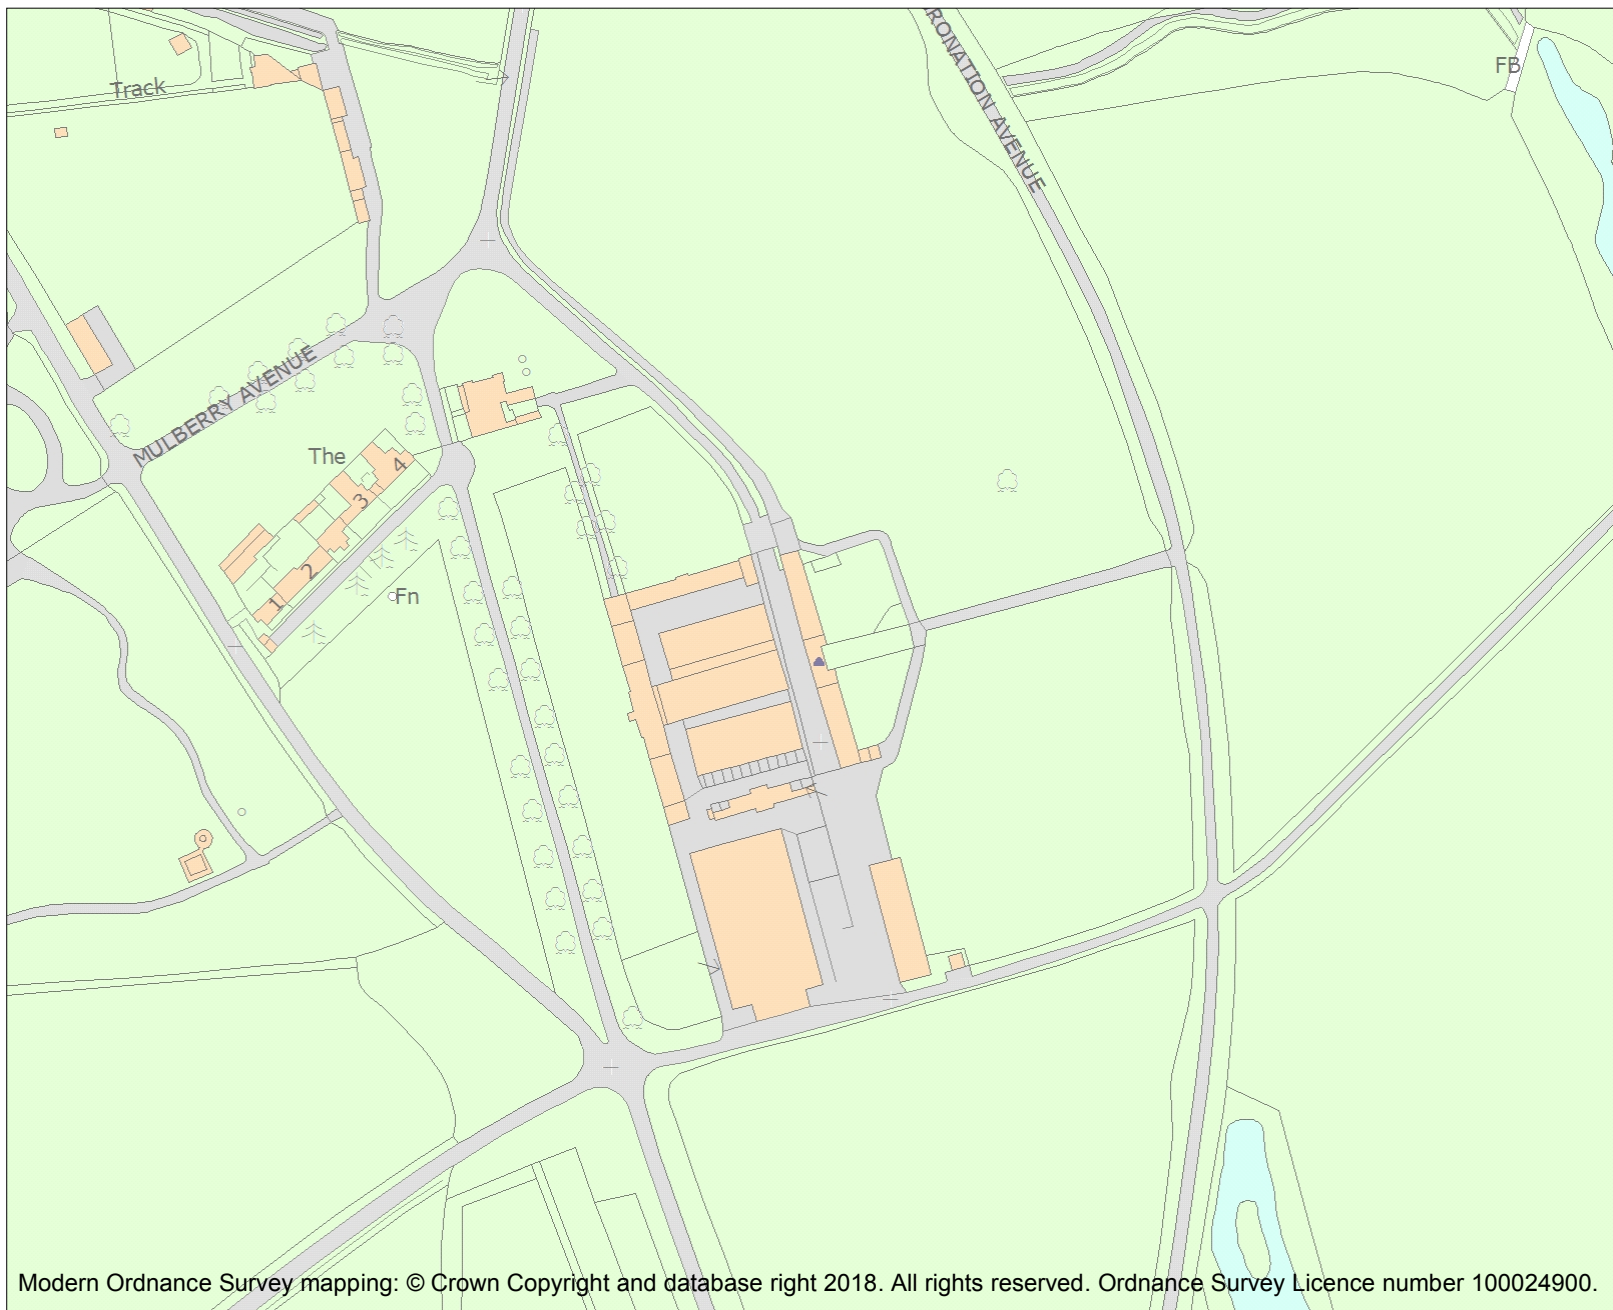 RONATION AVENUE
FB
Track
MULBERRY AVENUE
The
4
3
2
1
Fn
Modern Ordnance Survey mapping: © Crown Copyright and database right 2018. All rights reserved. Ordnance Survey Licence number 100024900.